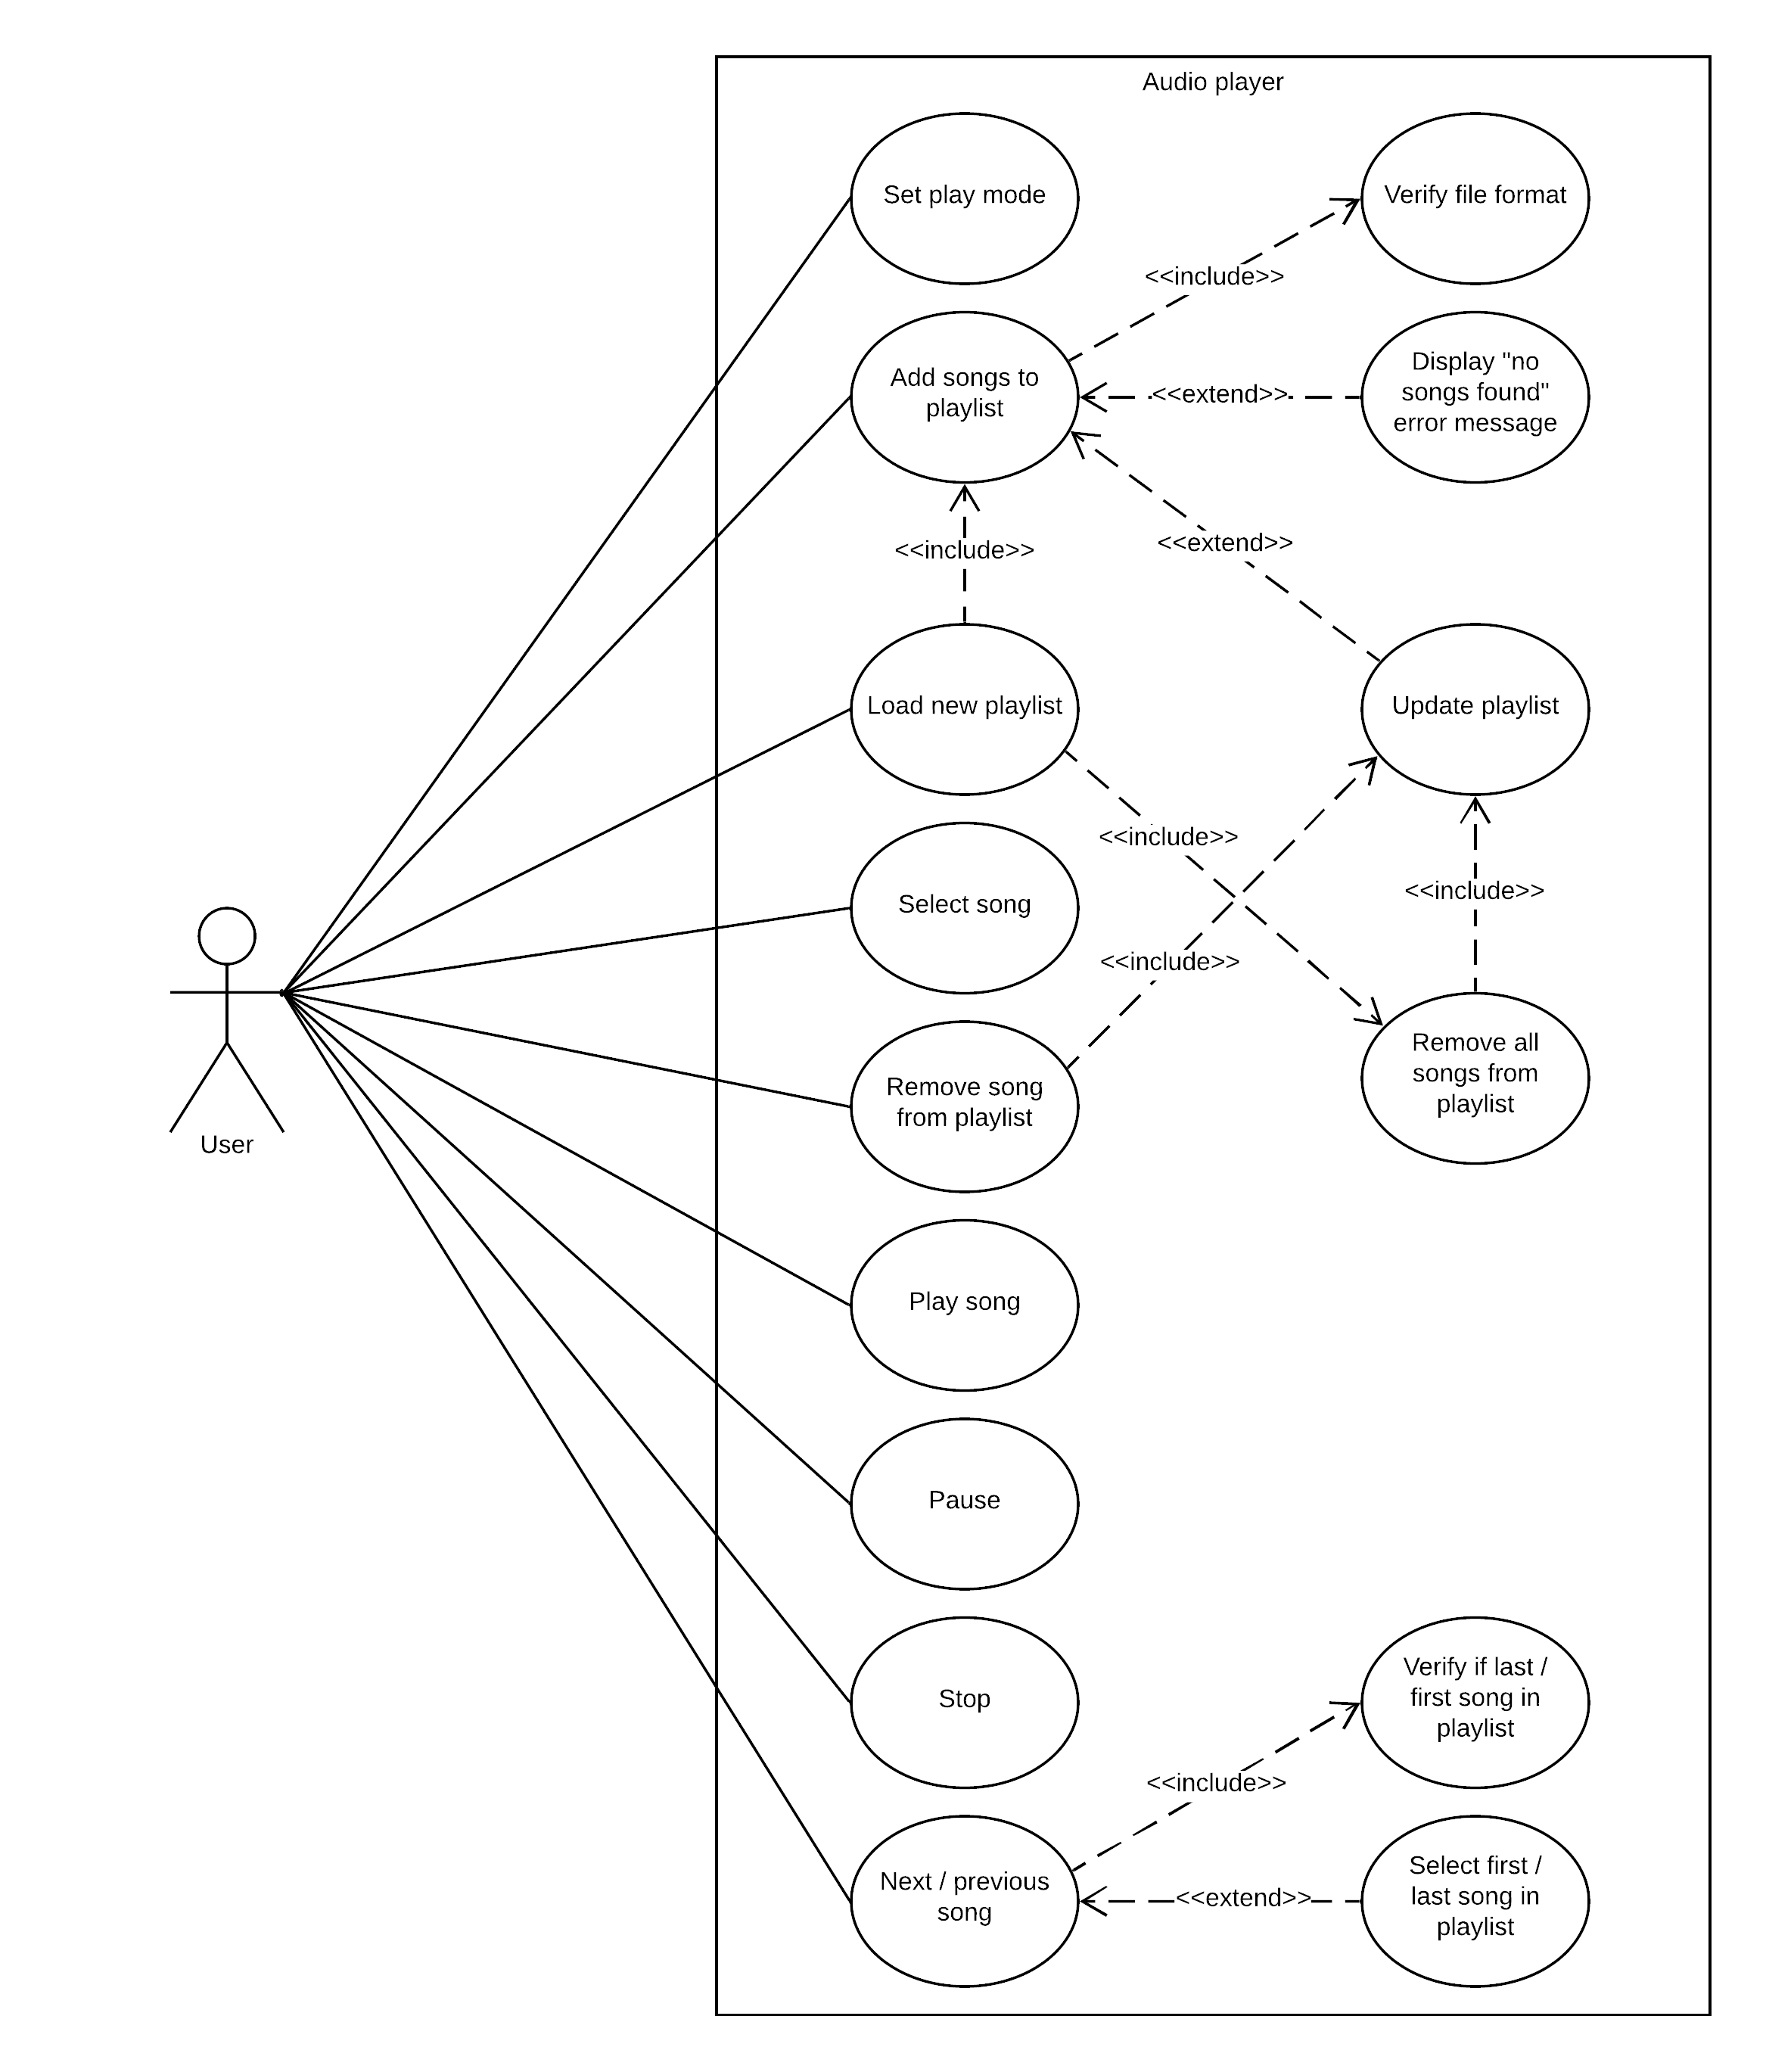 Audio player
Set play mode
Verify file format
<<include>>
Add songs to
playlist
<<extend>>
Display "no
songs found"
error message
<<include>>
<<extend>>
Load new playlist
Update playlist
<<include>>
<<include>>
Select song
<<include>>
Remove song
from playlist
Remove all
songs from
playlist
User
Play song
Pause
Stop
Verify if last /
first song in
playlist
<<include>>
Next / previous
song
<<extend>>
Select first /
last song in
playlist